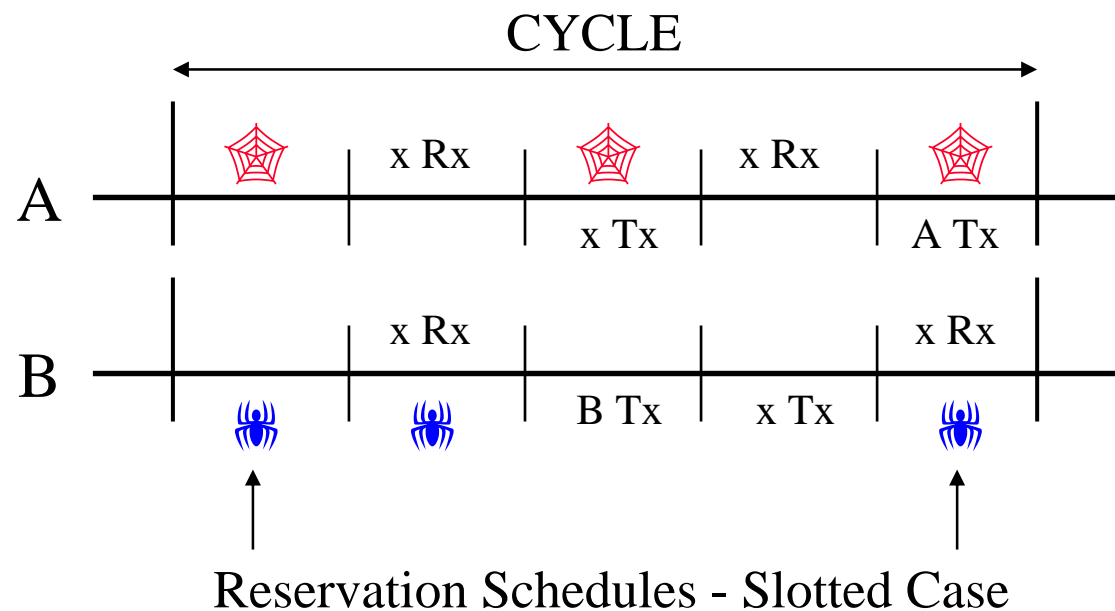 CYCLE
x Rx x Rx
A
x Tx A Tx
x Rx x Rx
B
B Tx x Tx
Reservation Schedules - Slotted Case